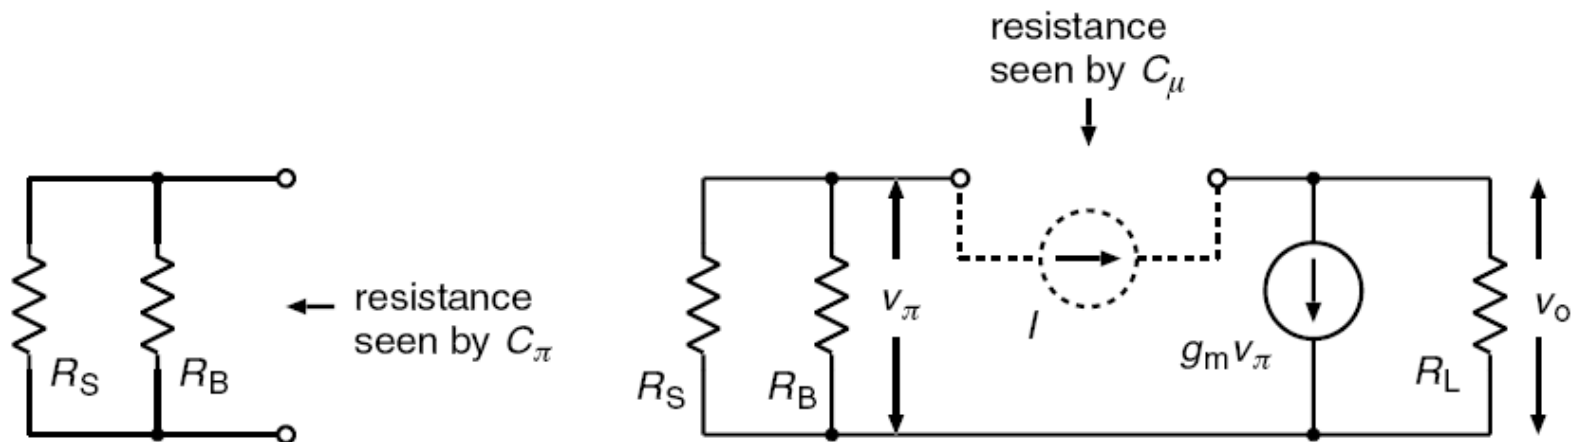 resistance
seen by Cμ
resistance
seen by Cπ
RS
RB
vπ
I
gmvπ
vo
RS
RB
RL